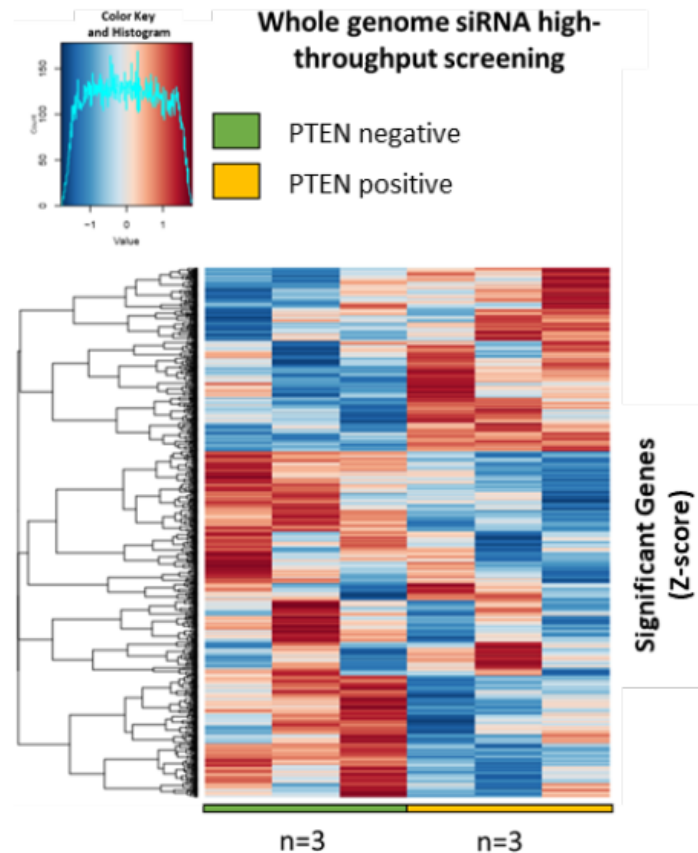 Color Key
and Histogram
Whole genome siRNA high-
throughput screening
150
100
50
0
Count
-1 0 1
Value
PTEN negative
PTEN positive
Significant Genes
(Z-score)
n=3 n=3